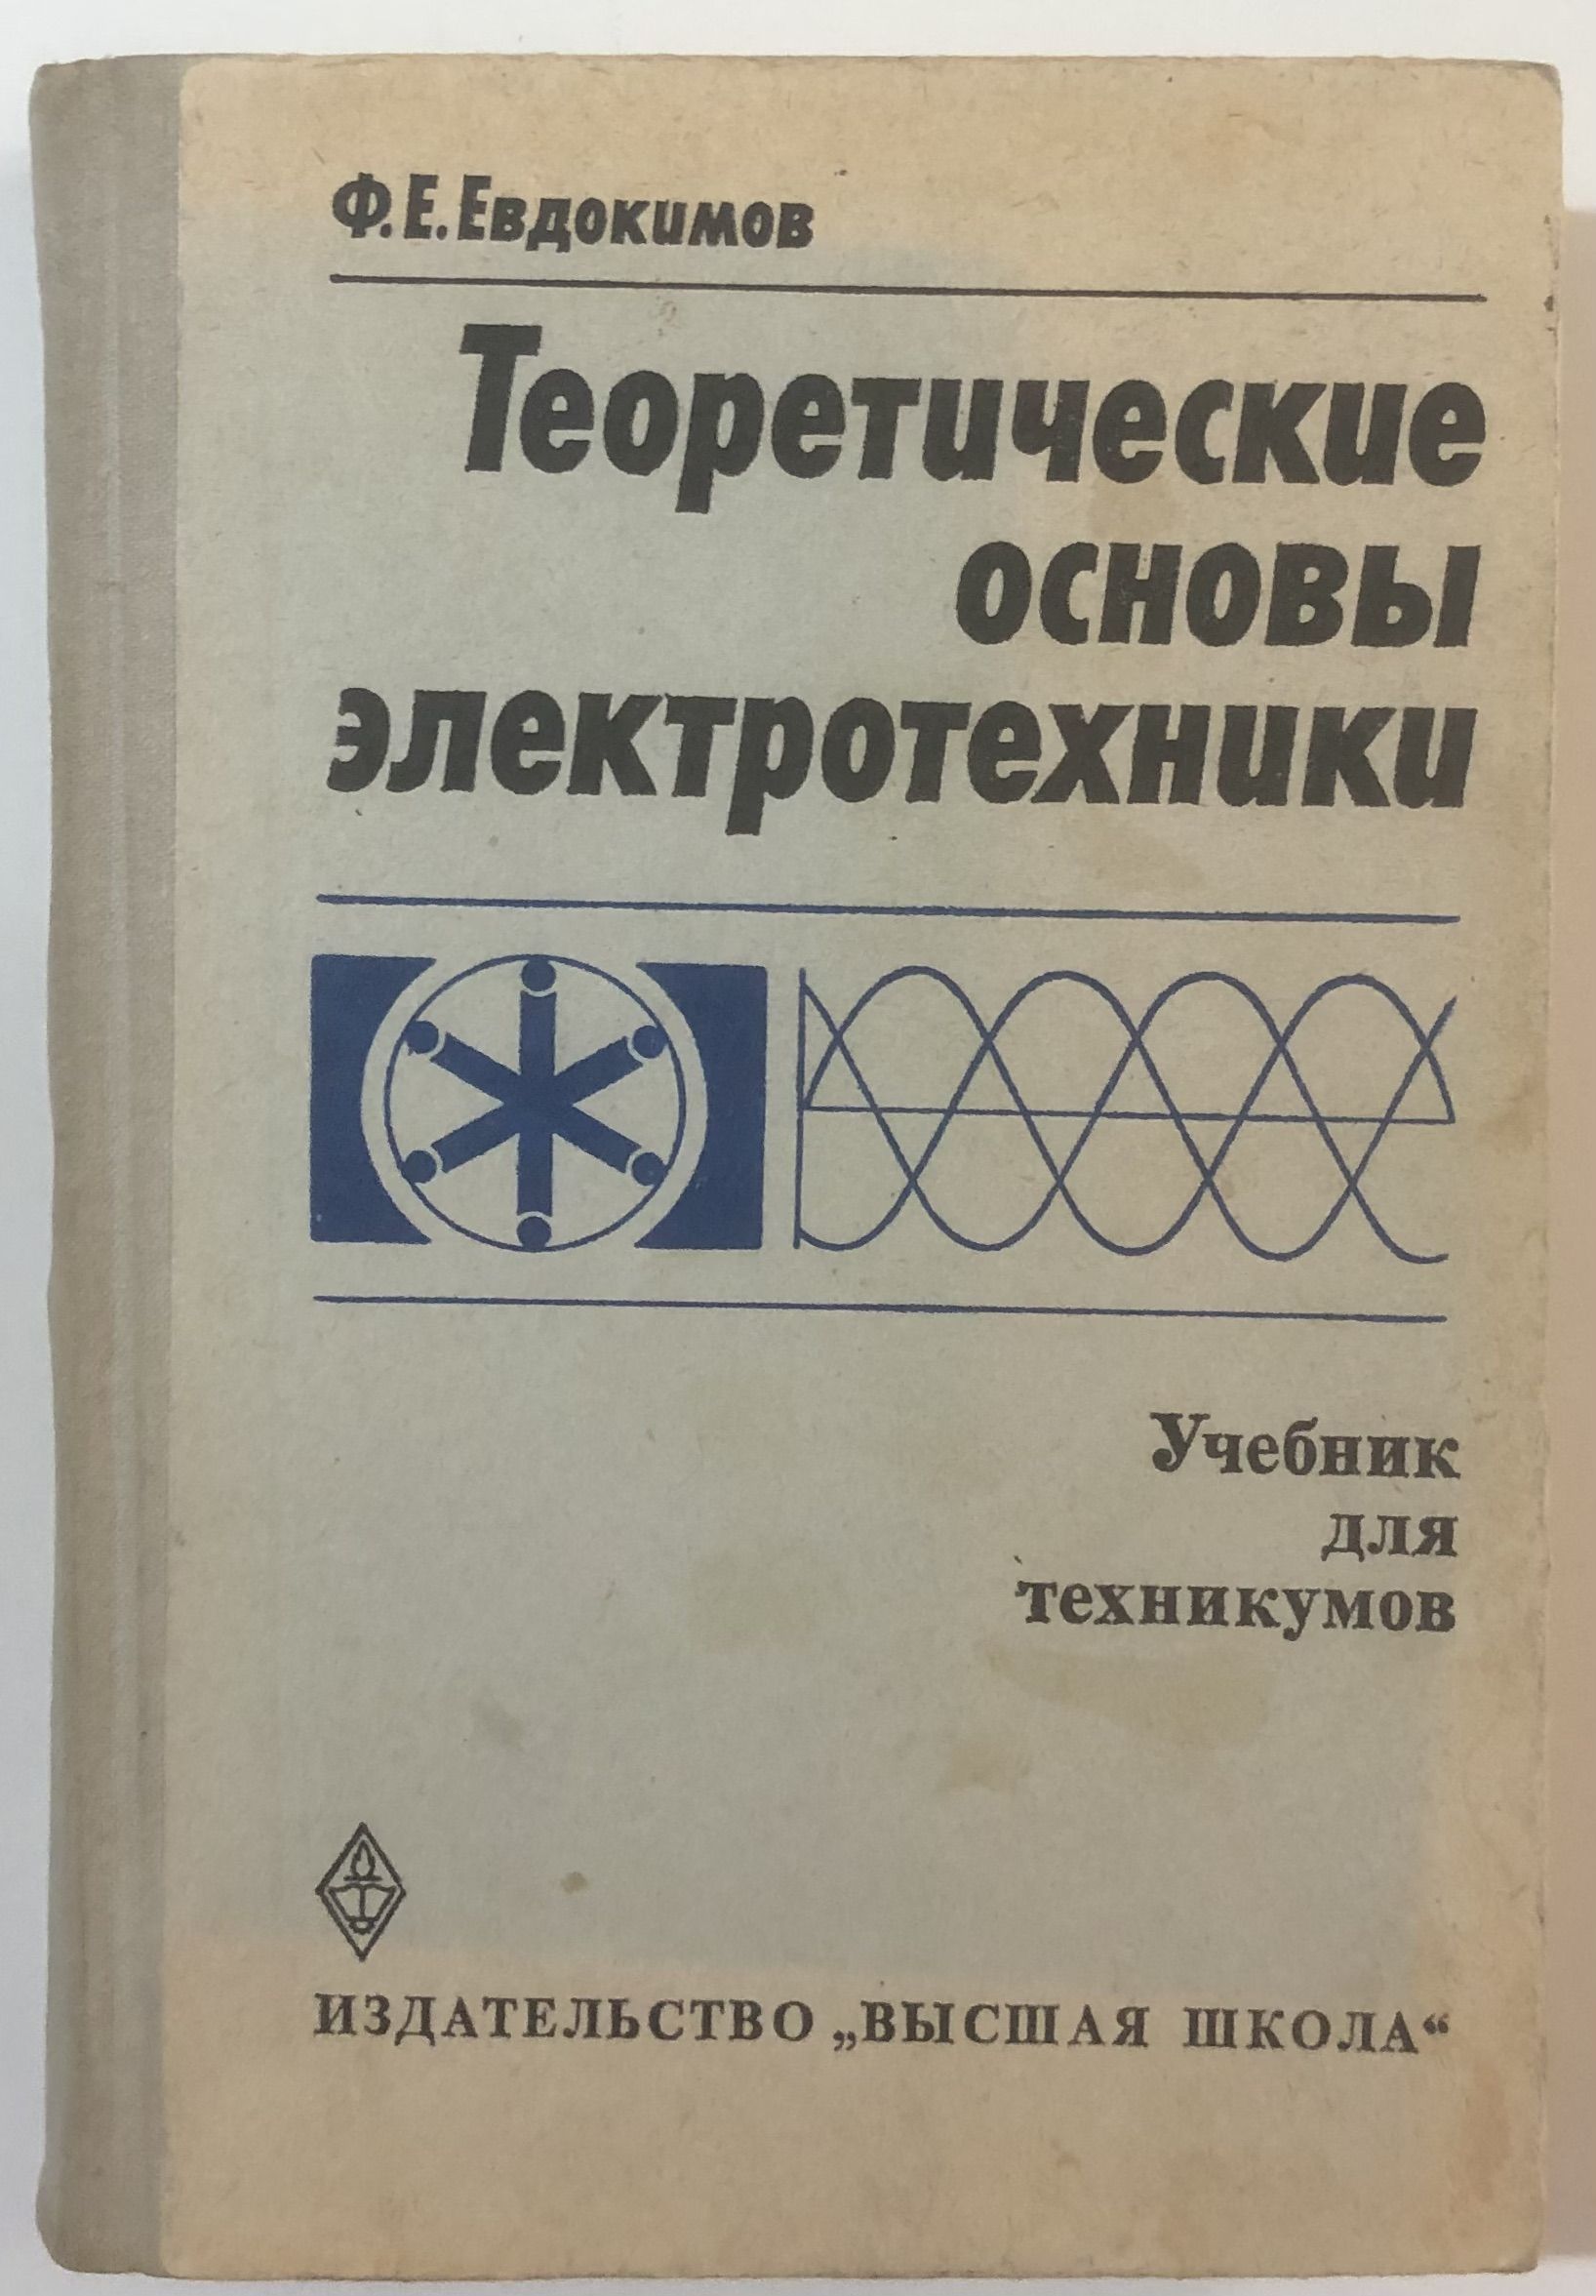 Ф.Е.Евдокимов
Теоретические
основы
электротехники
Учебник
для
техникумов
ИЗДАТЕЛЬСТВО „ВЫСШАЯ ШКОЛА“